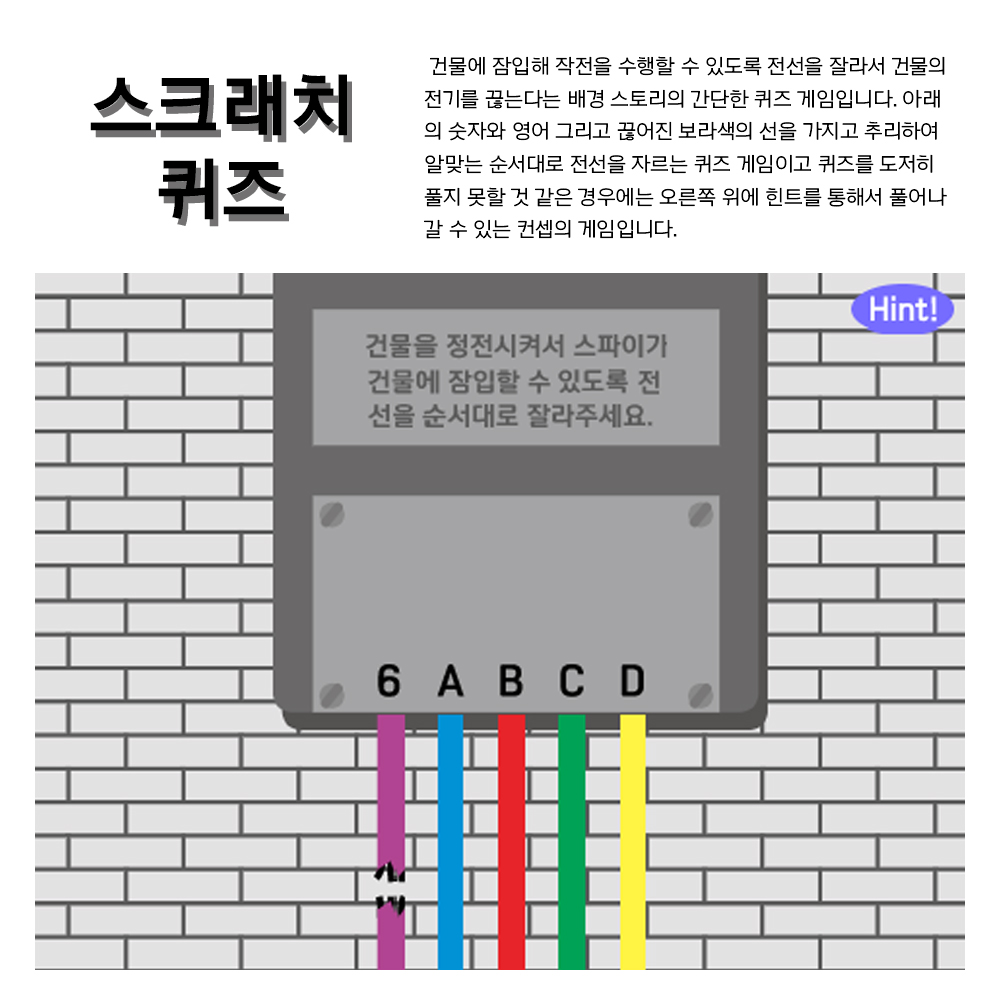 스크래치
퀴즈
건물에 잠입해 작전을 수행할 수 있도록 전선을 잘라서 건물의
전기를 끊는다는 배경 스토리의 간단한 퀴즈 게임입니다. 아래
의 숫자와 영어 그리고 끊어진 보라색의 선을 가지고 추리하여
알맞는 순서대로 전선을 자르는 퀴즈 게임이고 퀴즈를 도저히
풀지 못할 것 같은 경우에는 오른쪽 위에 힌트를 통해서 풀어나
갈 수 있는 컨셉의 게임입니다.
Hint!
건물을 정전시켜서 스파이가
건물에 잠입할 수 있도록 전
선을 순서대로 잘라주세요.
6 A B C D